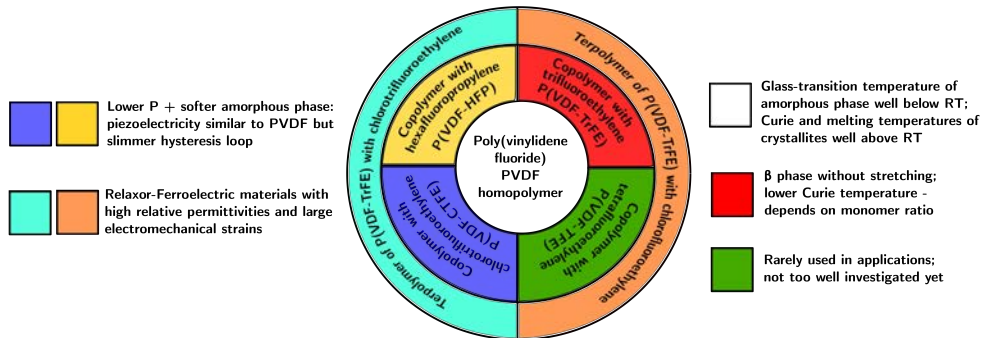 Lower P + softer amorphous phase:
piezoelectricity similar to PVDF but
slimmer hysteresis loop
Relaxor-Ferroelectric materials with
high relative permittivities and large
electromechanical strains
Terpolymer of P(VDF-TrFE) with chlorotrifluoroethylene
Terpolymer of P(VDF-TrFE) with chlorofluoroethylene
Copolymer with
hexafluoropropylene
P(VDF-HFP)
Copolymer with
trifluoroethylene
P(VDF-TrFE)
Poly(vinylidene
fluoride)
PVDF
homopolymer
Copolymer with
chlorotrifluoroethylene
P(VDF-CTFE)
Copolymer with
tetrafluoroethylene
P(VDF-TFE)
Glass-transition temperature of
amorphous phase well below RT;
Curie and melting temperatures of
crystallites well above RT
β phase without stretching;
lower Curie temperature -
depends on monomer ratio
Rarely used in applications;
not too well investigated yet